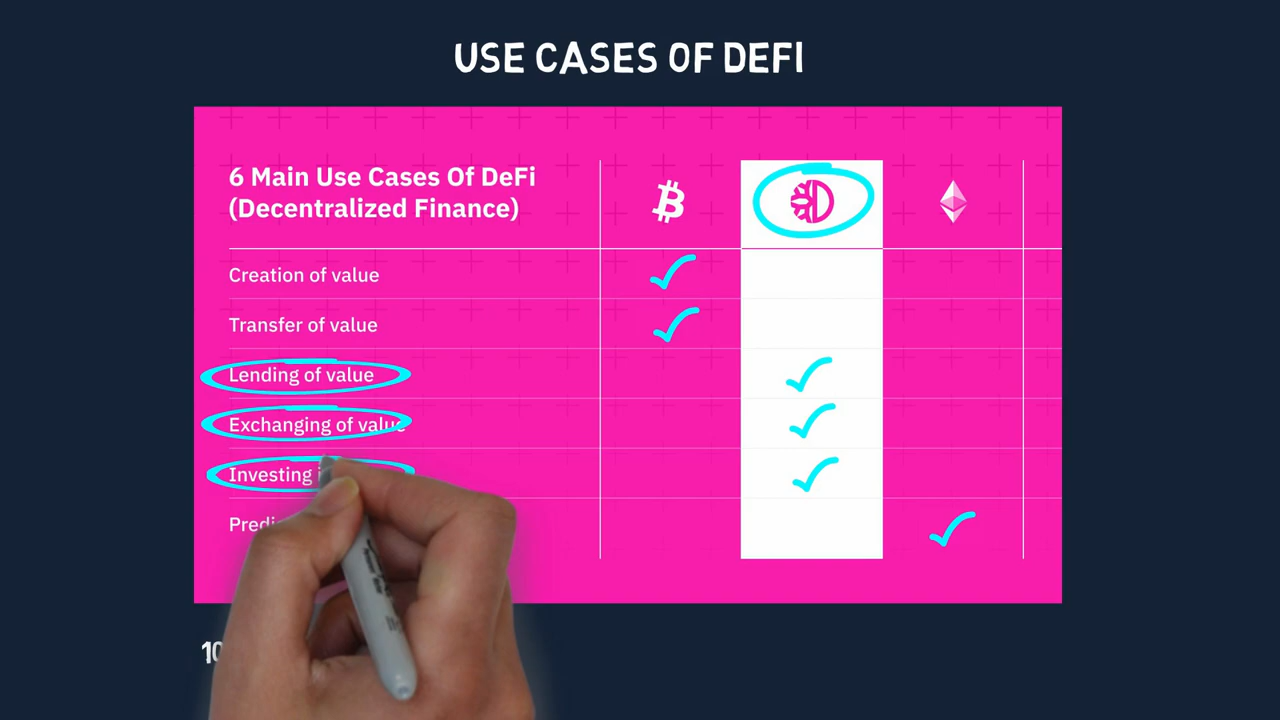 USE CASES OF DEFI
6 Main Use Cases Of DeFi
(Decentralized Finance)
Creation of value
Transfer of value
Lending of value
Exchanging of value
Investing